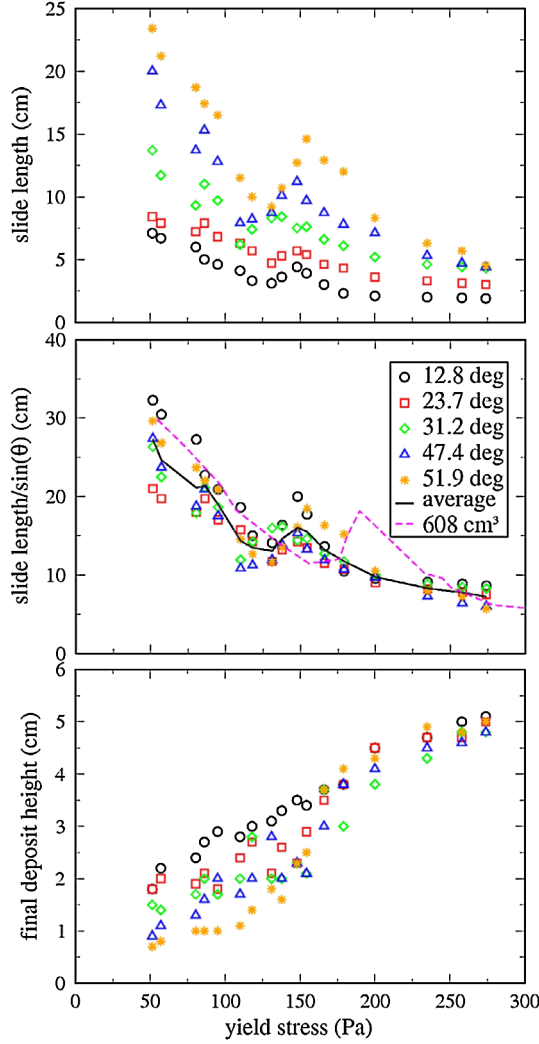 25
20
15
10
5
0
slide length (cm)
40
30
20
10
0
slide length/sin(θ) (cm)
12.8 deg
23.7 deg
31.2 deg
47.4 deg
51.9 deg
average
608 cm³
6
5
4
3
2
1
0
final deposit height (cm)
0 50 100 150 200 250 300
yield stress (Pa)